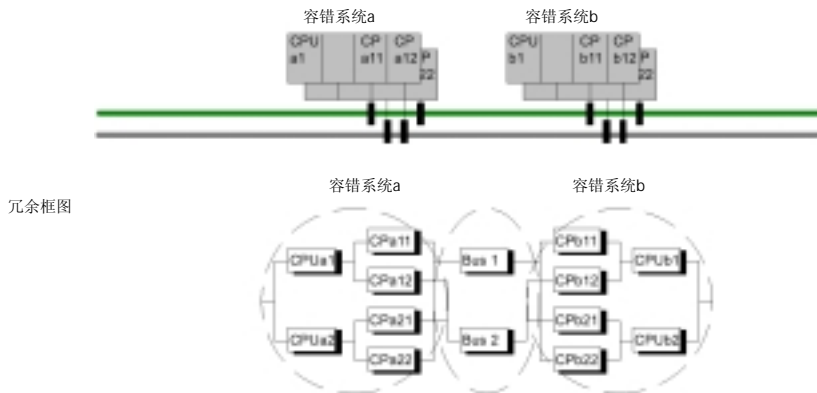 容错系统a
容错系统b
CPU a1
CP a11
CP a12
P 22
CPU b1
CP b11
CP b12
P 22
容错系统a
容错系统b
冗余框图
CPUa1
CPa11
CPa12
Bus 1
CPb11
CPb12
CPUb1
CPUa2
CPa21
CPa22
Bus 2
CPb21
CPb22
CPUb2